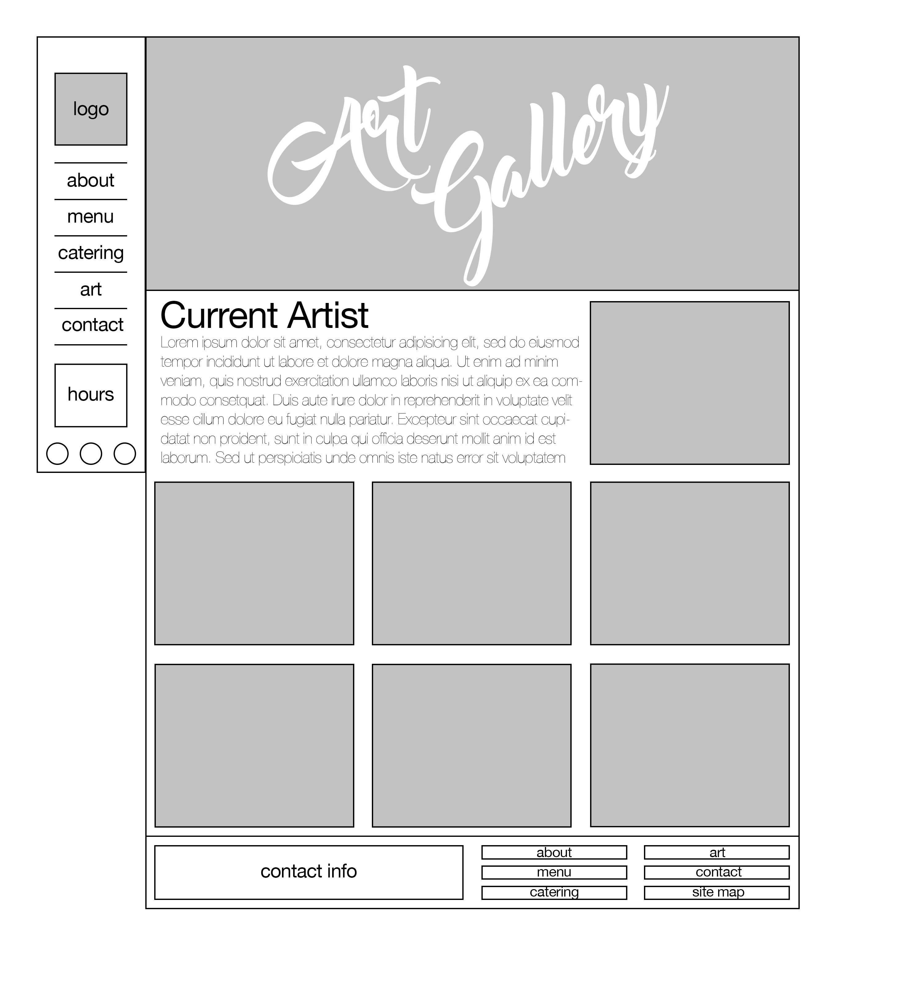 logo
about
menu
catering
art
contact
hours
Art
Gallery
Current Artist
Lorem ipsum dolor sit amet, consectetur adipisicing elit, sed do eiusmod
tempor incididunt ut labore et dolore magna aliqua. Ut enim ad minim
veniam, quis nostrud exercitation ullamco laboris nisi ut aliquip ex ea com-
modo consetquat. Duis aute irure dolor in reprehenderit in voluptate velit
esse cillum dolore eu fugiat nulla pariatur. Excepteur sint occaecat cupi-
datat non proident, sunt in culpa qui officia deserunt mollit anim id est
laborum. Sed ut perspiciatis unde omnis iste natus error sit voluptatem
contact info
about
menu
catering
art
contact
site map